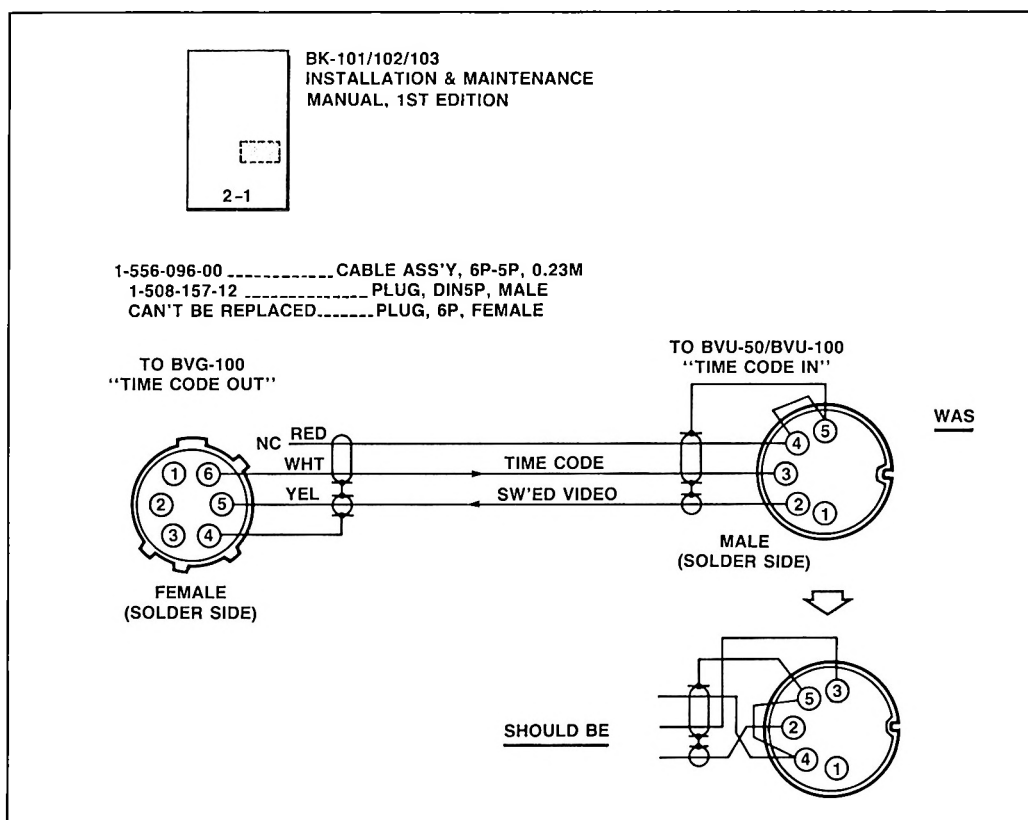 BK-101/102/103
INSTALLATION & MAINTENANCE
MANUAL, 1ST EDITION
2-1
1-556-096-00 ------------- CABLE ASS'Y, 6P-5P, 0.23M
1-508-157-12 --------------- PLUG, DIN5P, MALE
CAN'T BE REPLACED------- PLUG, 6P, FEMALE
TO BVG-100
"TIME CODE OUT"
TO BVU-50/BVU-100
"TIME CODE IN"
WAS
NC RED
WHT TIME CODE
YEL SW'ED VIDEO
1 6
2 5
3 4
5
4
3
2
1
FEMALE
(SOLDER SIDE)
MALE
(SOLDER SIDE)
SHOULD BE
3
5
2
4
1